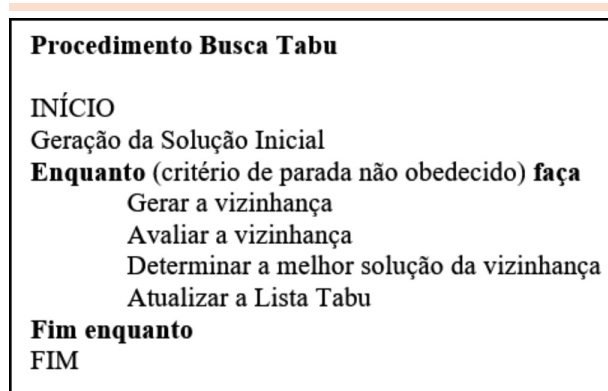 Procedimento Busca Tabu
INÍCIO
Geração da Solução Inicial
Enquanto (critério de parada não obedecido) faça
Gerar a vizinhança
Avaliar a vizinhança
Determinar a melhor solução da vizinhança
Atualizar a Lista Tabu
Fim enquanto
FIM